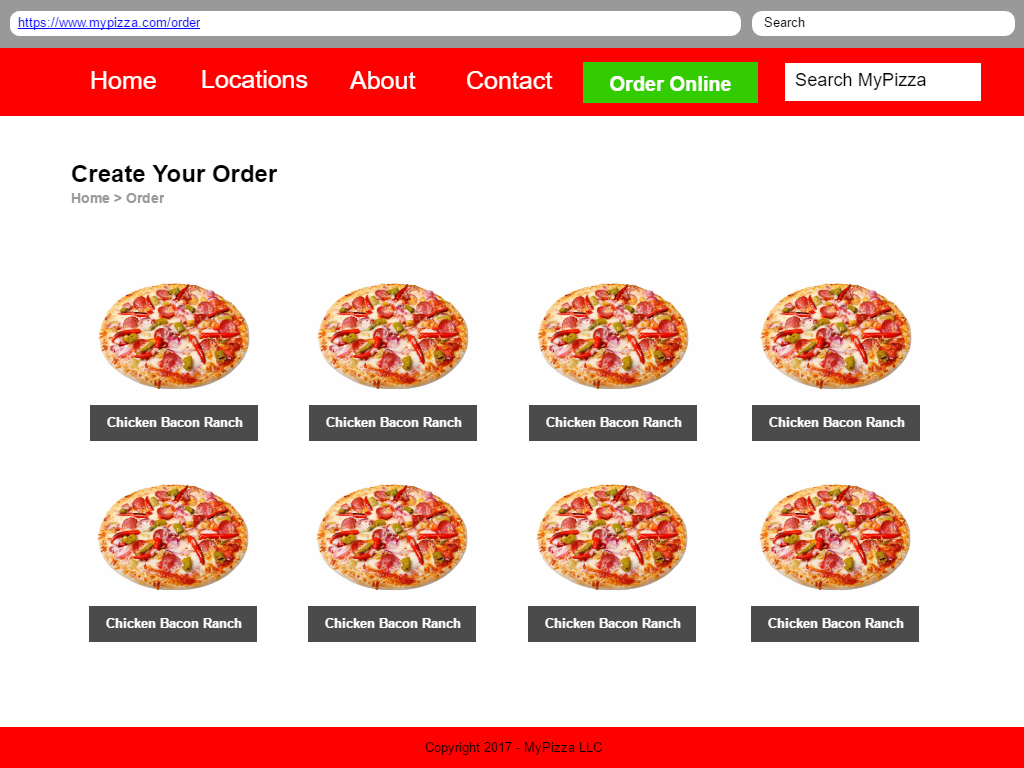 https://www.mypizza.com/order
Search
Home
Locations
About
Contact
Order Online
Search MyPizza
Create Your Order
Home > Order
Chicken Bacon Ranch
Chicken Bacon Ranch
Chicken Bacon Ranch
Chicken Bacon Ranch
Chicken Bacon Ranch
Chicken Bacon Ranch
Chicken Bacon Ranch
Chicken Bacon Ranch
Copyright 2017 - MyPizza LLC